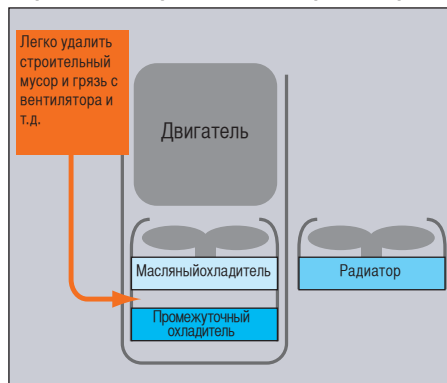 Легко удалить
строительный
мусор и грязь с
вентилятора и
т.д.
Двигатель
Масляныйохладитель
Радиатор
Промежуточный
охладитель